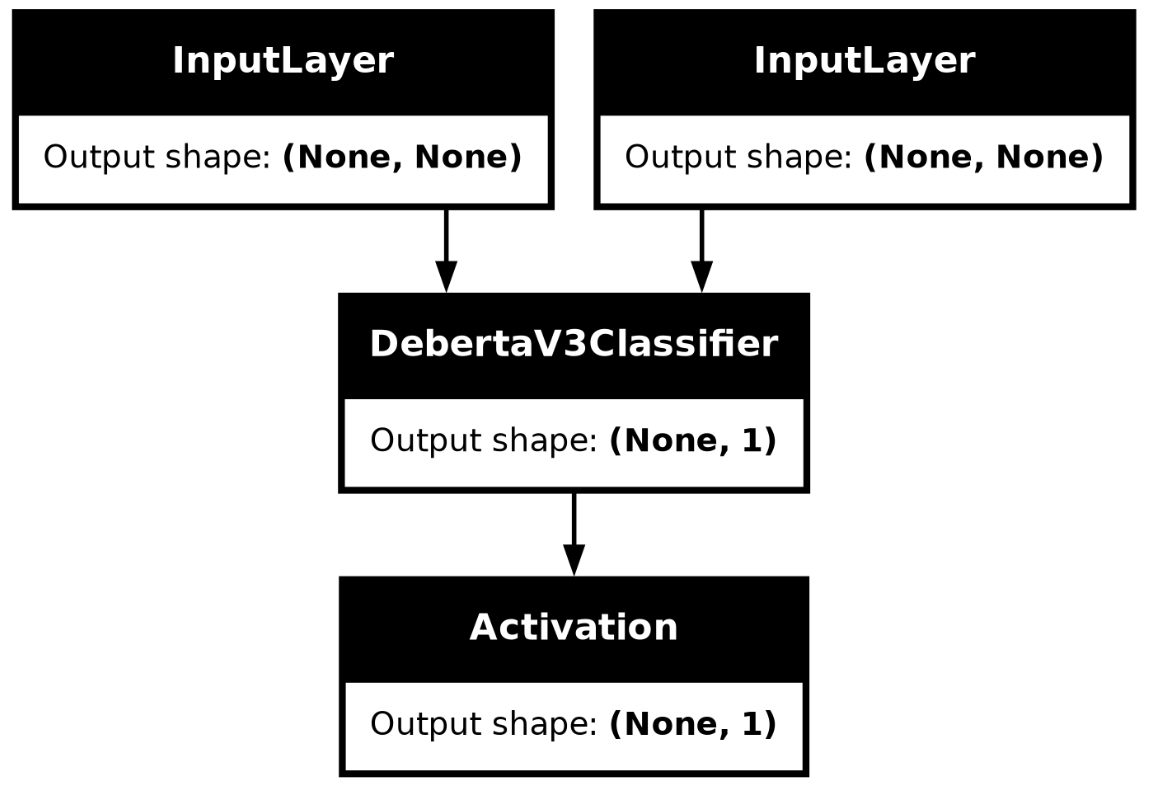 InputLayer
Output shape: (None, None)
InputLayer
Output shape: (None, None)
DebertaV3Classifier
Output shape: (None, 1)
Activation
Output shape: (None, 1)